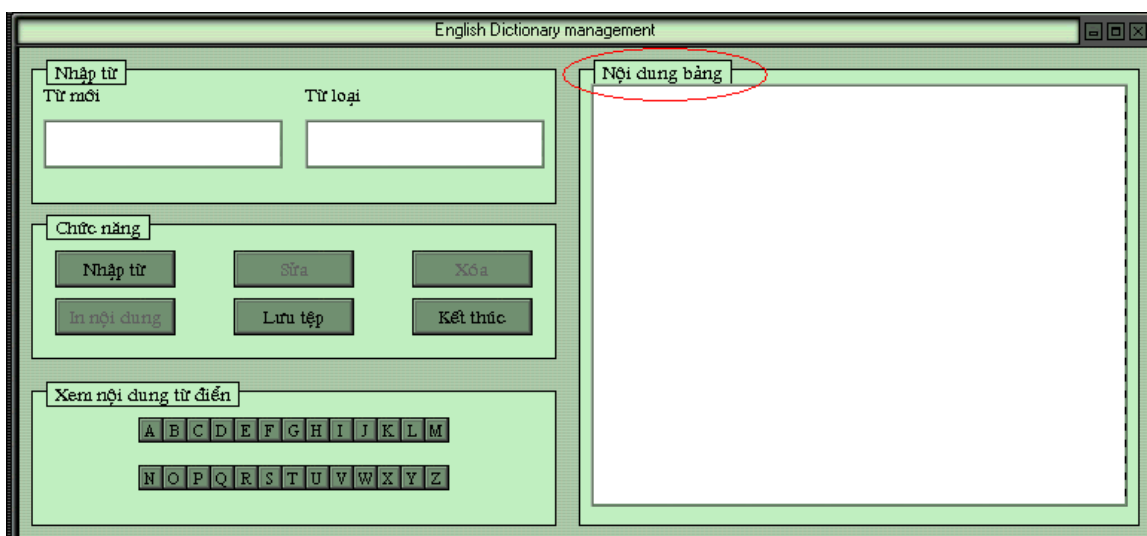 English Dictionary management
Nhập từ
Từ mới Từ loại
Chức năng
Nhập từ Sửa Xóa
In nội dung Lưu tệp Kết thúc
Xem nội dung từ điển
A B C D E F G H I J K L M
N O P Q R S T U V W X Y Z
Nội dung bảng